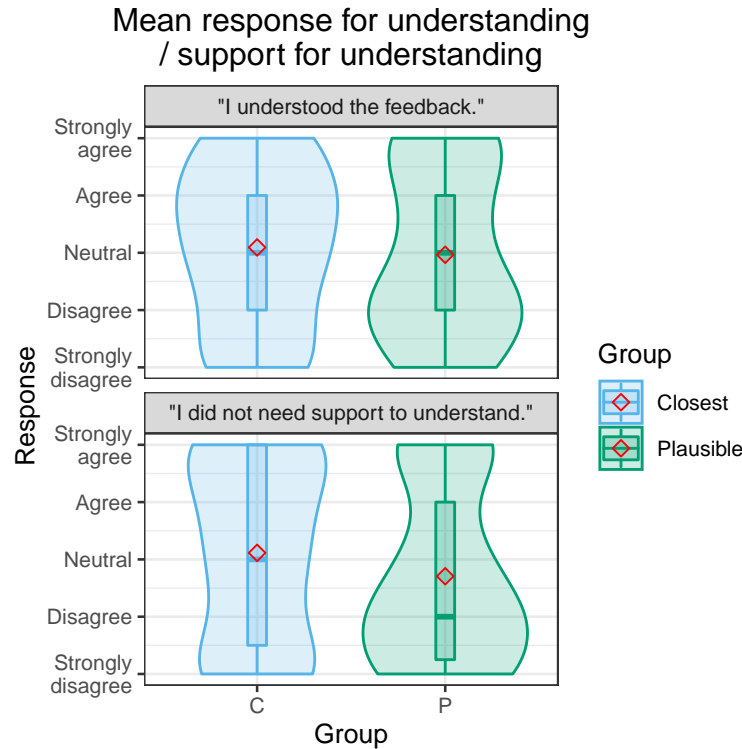 Mean response for understanding
/ support for understanding
"I understood the feedback."
Strongly
agree
Agree
Neutral
Disagree
Strongly
disagree
"I did not need support to understand."
Strongly
agree
Agree
Neutral
Disagree
Strongly
disagree
Response
C
P
Group
Group
Closest
Plausible